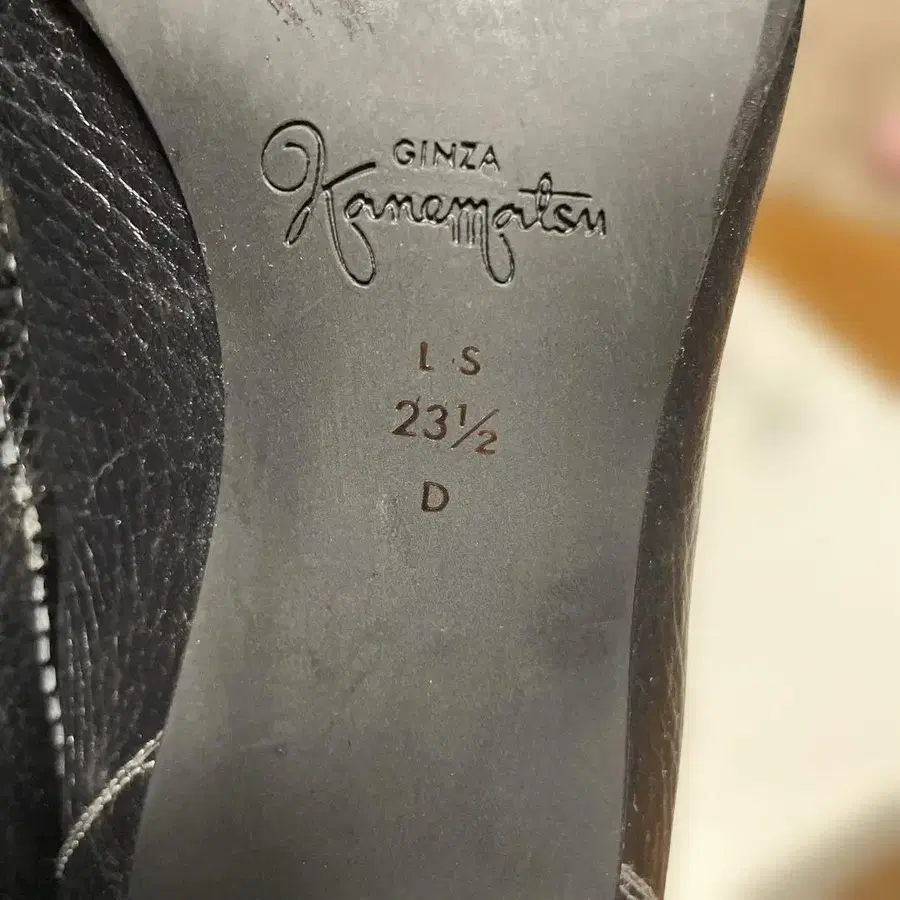 GINZA
Kanematsu
L S
23½
D